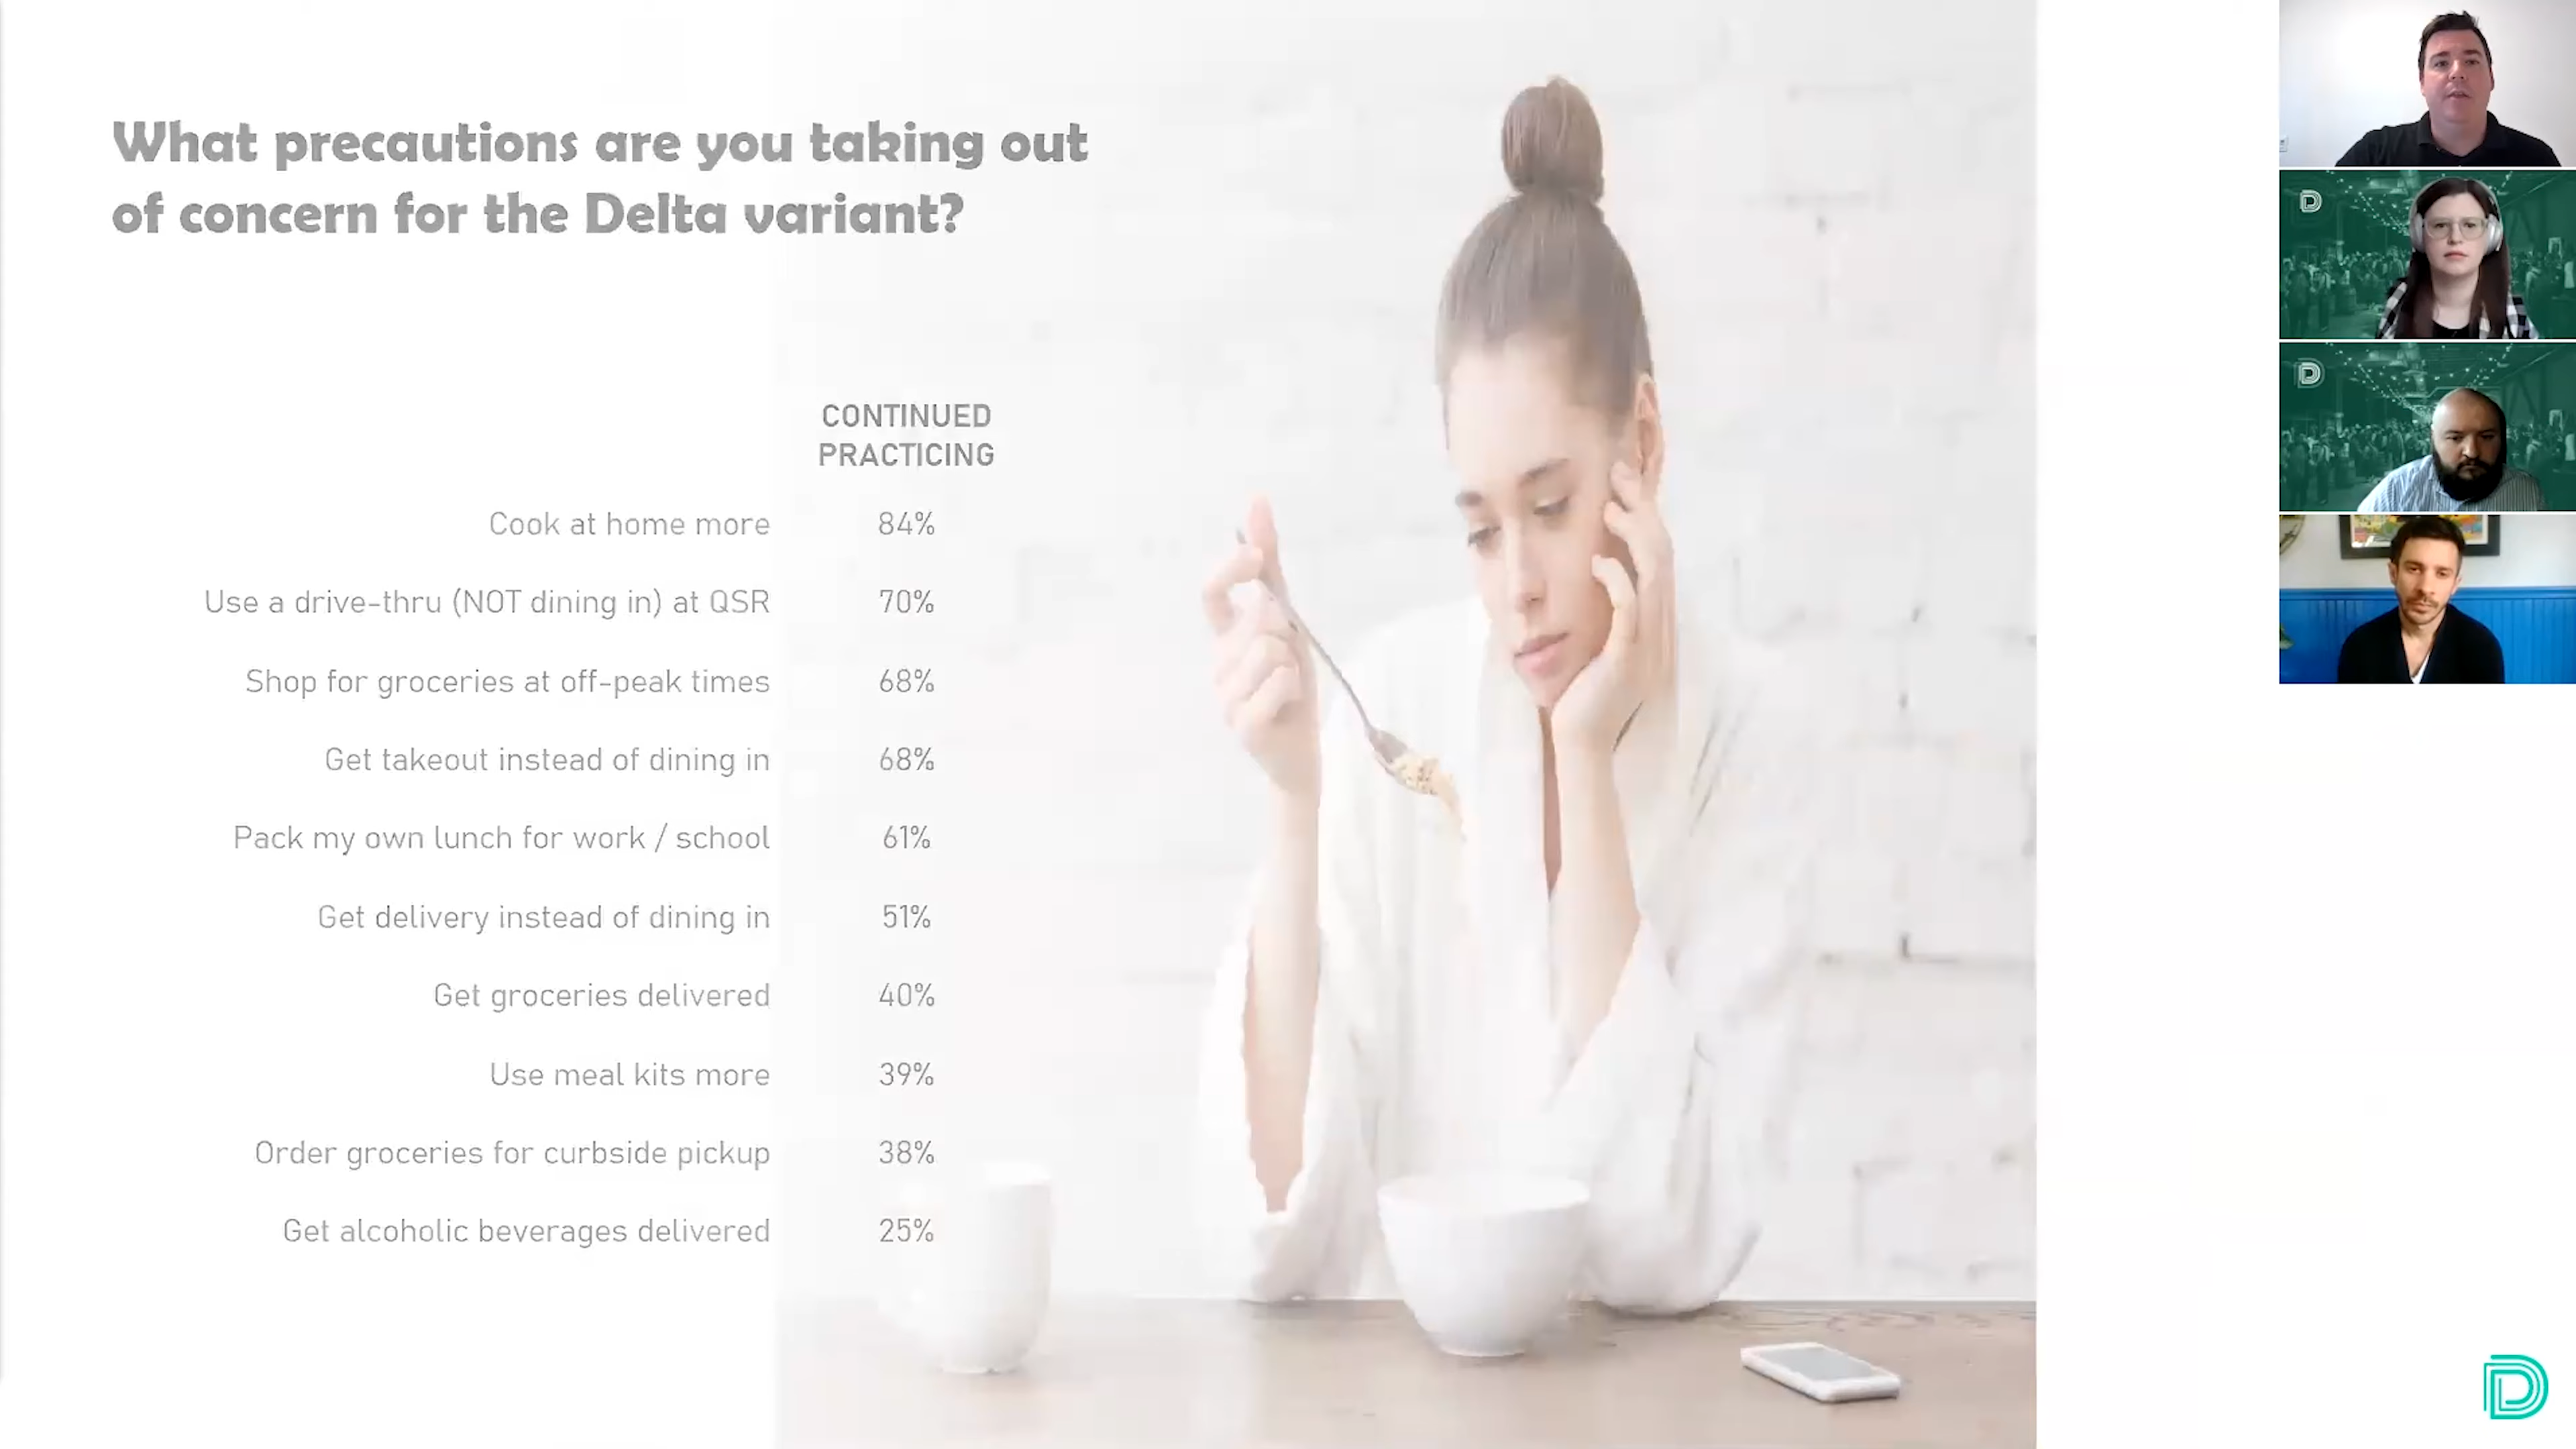 What precautions are you taking out
of concern for the Delta variant?
CONTINUED
PRACTICING
Cook at home more 84%
Use a drive-thru (NOT dining in) at QSR 70%
Shop for groceries at off-peak times 68%
Get takeout instead of dining in 68%
Pack my own lunch for work / school 61%
Get delivery instead of dining in 51%
Get groceries delivered 40%
Use meal kits more 39%
Order groceries for curbside pickup 38%
Get alcoholic beverages delivered 25%